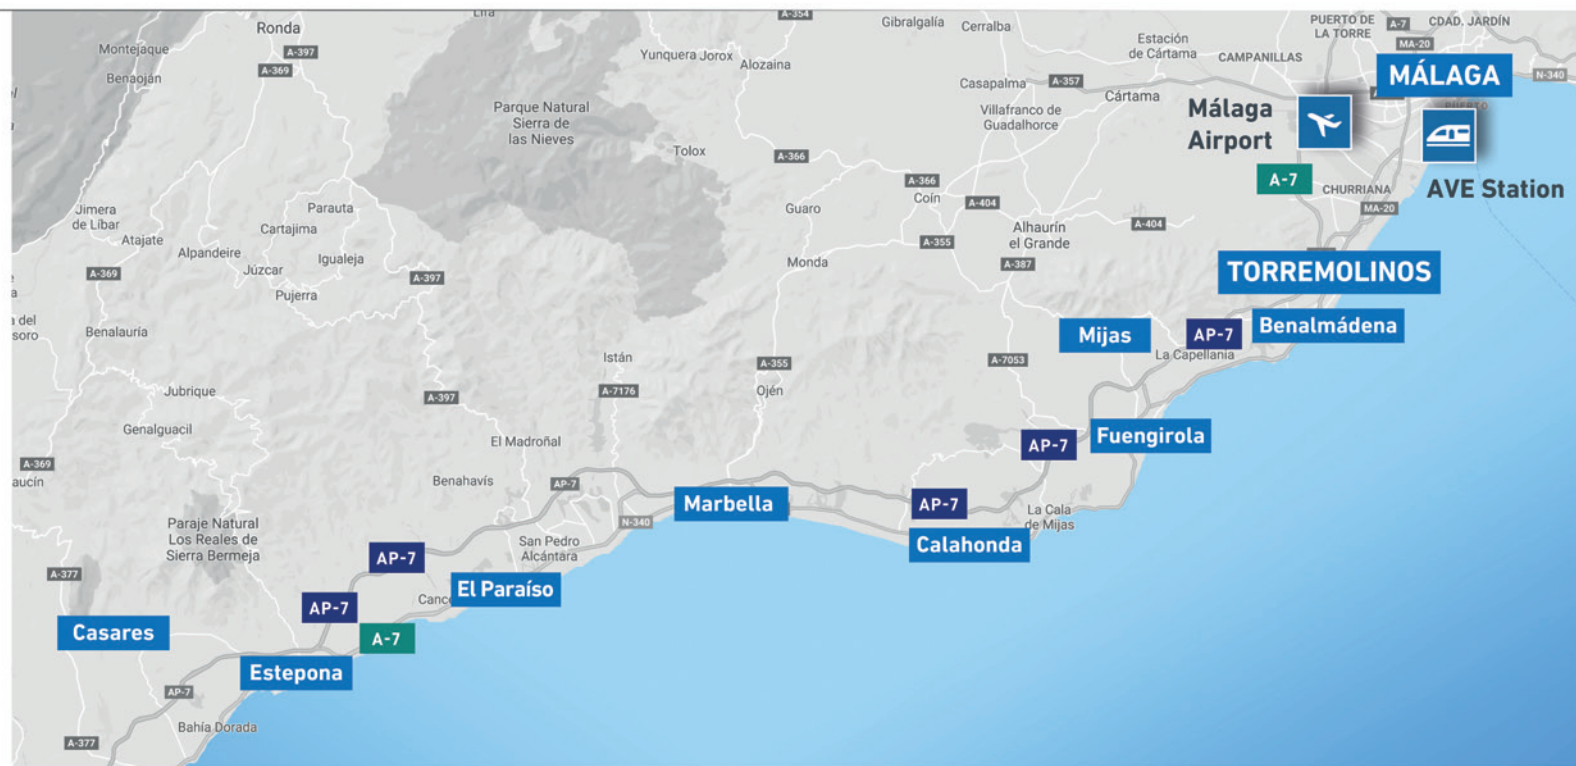 Ronda
Lifa
A-354
Gibralgalía
Cerralba
PUERTO DE
LA TORRE
A-7
CDAD. JARDÍN
Montejaque
A-397
Yunquera
Jorox
Alozaina
Estación
de Cártama
CAMPANILLAS
MA-20
Benaoján
A-369
Casapalma
A-357
MÁLAGA
N-340
Parque Natural
Sierra de
las Nieves
Villafranco de
Guadalhorce
Cártama
Málaga
Airport
Tolox
A-366
A-366
Coín
A-404
A-7
CHURRIANA
AVE Station
MA-20
Jimera
de Líbar
Parauta
Cartajima
Guaro
Alhaurín
el Grande
A-404
Atajate
Alpandeire
Igualeja
Júzcar
A-355
A-369
A-397
Monda
A-387
TORREMOLINOS
Pujerra
Benalauría
Mijas
AP-7
Benalmádena
La Capellanía
Istán
A-355
A-7053
Jubrique
A-7176
Ojén
A-397
Genalguacil
El Madroñal
Fuengirola
AP-7
A-369
Benahavís
AP-7
Marbella
AP-7
La Cala
de Mijas
Paraje Natural
Los Reales de
Sierra Bermeja
N-340
San Pedro
Alcántara
Calahonda
AP-7
A-377
El Paraíso
AP-7
Casares
A-7
Estepona
AP-7
Bahía Dorada
A-377